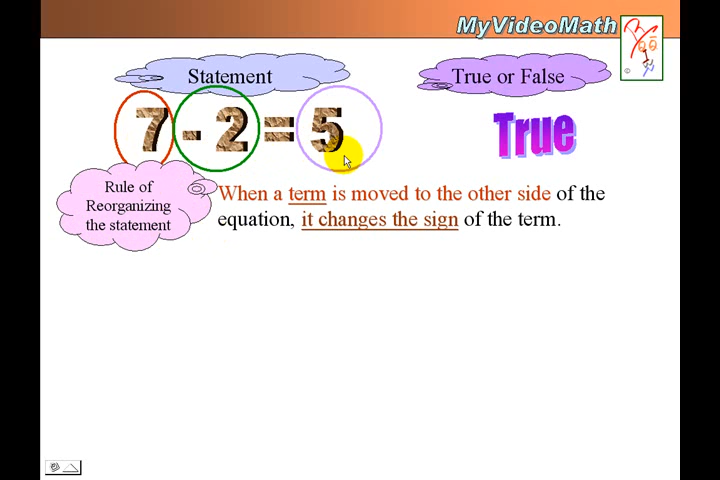 MyVideoMath
Statement
True or False
7 - 2 = 5
True
Rule of
Reorganizing
the statement
When a term is moved to the other side of the
equation, it changes the sign of the term.